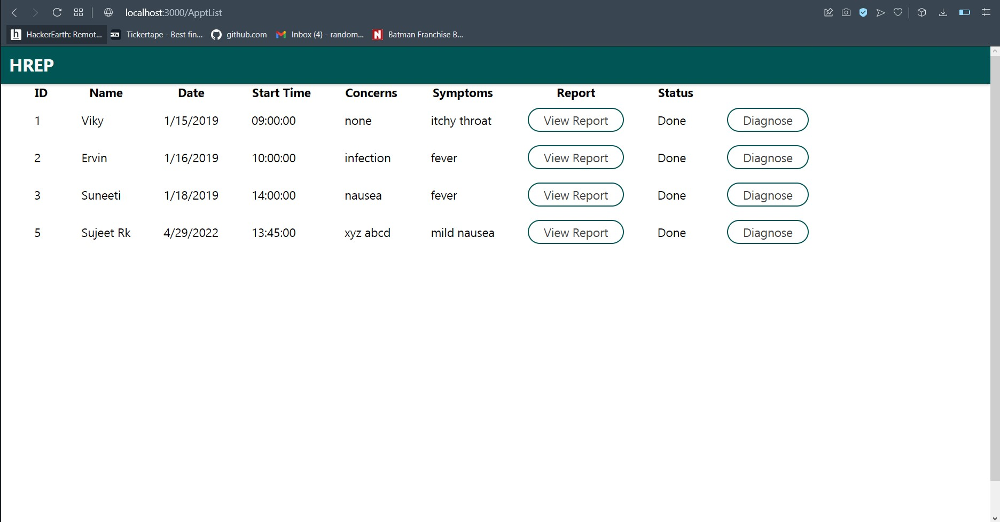 localhost:3000/ApptList
HackerEarth: Remot... Tickertape - Best fin... github.com Inbox (4) - random... Batman Franchise B...
HREP
ID Name Date Start Time Concerns Symptoms Report Status
1 Viky 1/15/2019 09:00:00 none itchy throat View Report Done Diagnose
2 Ervin 1/16/2019 10:00:00 infection fever View Report Done Diagnose
3 Suneeti 1/18/2019 14:00:00 nausea fever View Report Done Diagnose
5 Sujeet Rk 4/29/2022 13:45:00 xyz abcd mild nausea View Report Done Diagnose